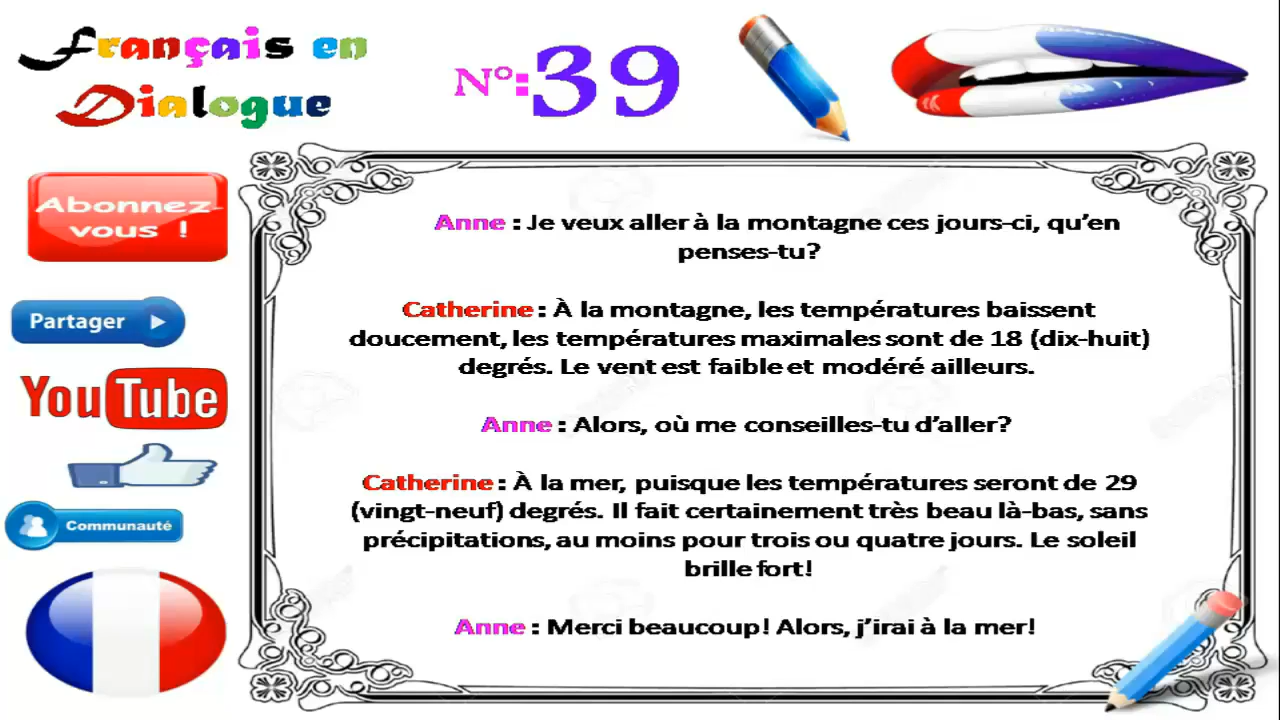 Français en
Dialogue
N°:39
Abonnez-
vous !
Partager
YouTube
Communauté
Anne : Je veux aller à la montagne ces jours-ci, qu’en
penses-tu?
Catherine : À la montagne, les températures baissent
doucement, les températures maximales sont de 18 (dix-huit)
degrés. Le vent est faible et modéré ailleurs.
Anne : Alors, où me conseilles-tu d’aller?
Catherine : À la mer, puisque les températures seront de 29
(vingt-neuf) degrés. Il fait certainement très beau là-bas, sans
précipitations, au moins pour trois ou quatre jours. Le soleil
brille fort!
Anne : Merci beaucoup! Alors, j’irai à la mer!